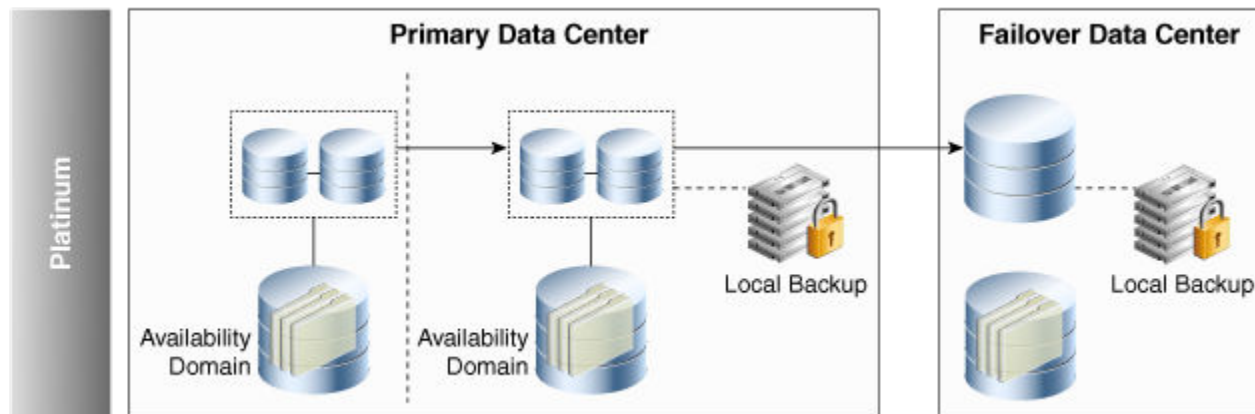 Platinum
Primary Data Center
Availability
Domain
Availability
Domain
Local Backup
Failover Data Center
Local Backup